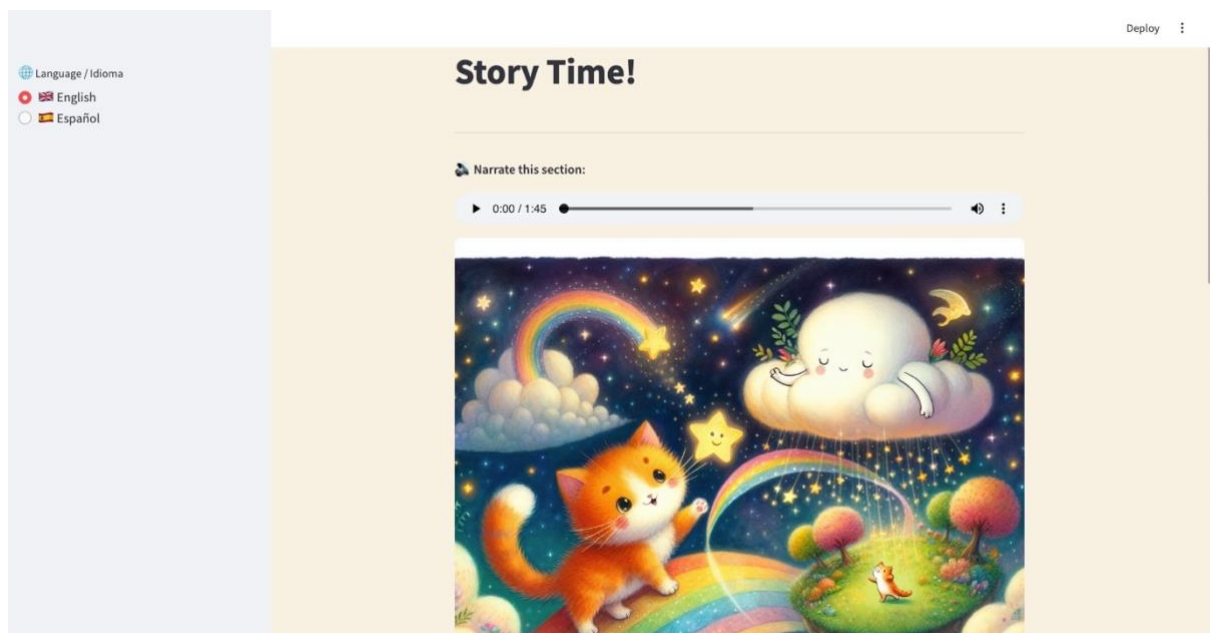 Deploy
Language / Idioma
English
Español
Story Time!
Narrate this section:
0:00 / 1:45